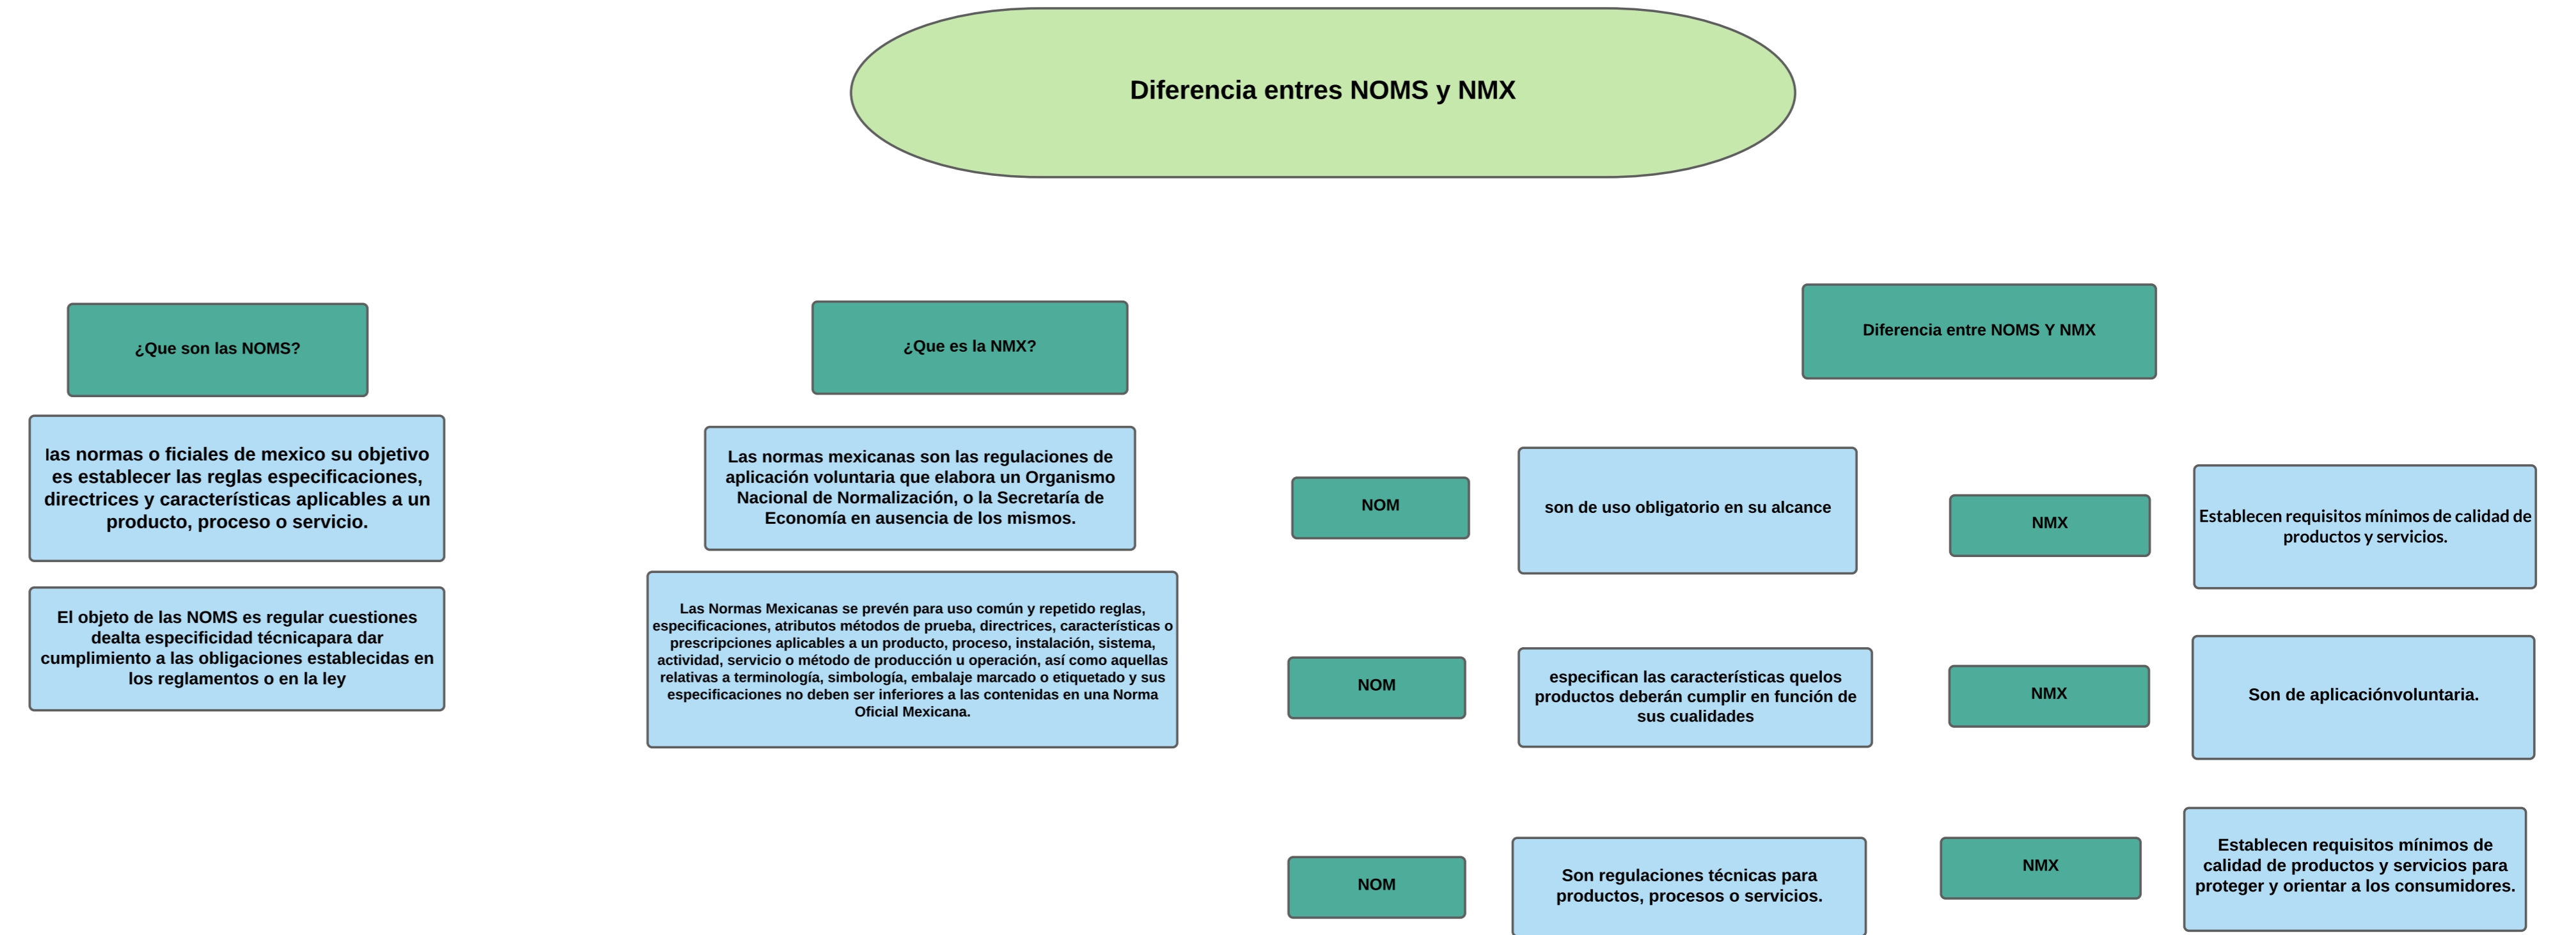 Diferencia entres NOMS y NMX
¿Que son las NOMS?
las normas o ficiales de mexico su objetivo
es establecer las reglas especificaciones,
directrices y característicias aplicables a un
producto, proceso o servicio.
El objeto de las NOMS es regular cuestiones
dealta especificidad técnicapara dar
cumplimiento a las obligaciones establecidas en
los reglamentos o en la ley
¿Que es la NMX?
Las normas mexicanas son las regulaciones de
aplicación voluntaria que elabora un Organismo
Nacional de Normalización, o la Secretaría de
Economía en ausencia de los mismos.
Las Normas Mexicanas se prevén para uso común y repetido reglas,
especificaciones, atributos métodos de prueba, directrices, características o
prescripciones aplicables a un producto, proceso, instalación, sistema,
actividad, servicio o método de producción u operación, así como aquellas
relativas a terminología, simbología, embalaje marcado o etiquetado y sus
especificaciones no deben ser inferiores a las contenidas en una Norma
Oficial Mexicana.
Diferencia entre NOMS Y NMX
NOM
son de uso obligatorio en su alcance
NMX
Establecen requisitos mínimos de calidad de
productos y servicios.
NOM
especifican las características quelos
productos deberán cumplir en función de
sus cualidades
NMX
Son de aplicaciónvoluntaria.
NOM
Son regulaciones técnicas para
productos, procesos o servicios.
NMX
Establecen requisitos mínimos de
calidad de productos y servicios para
proteger y orientar a los consumidores.